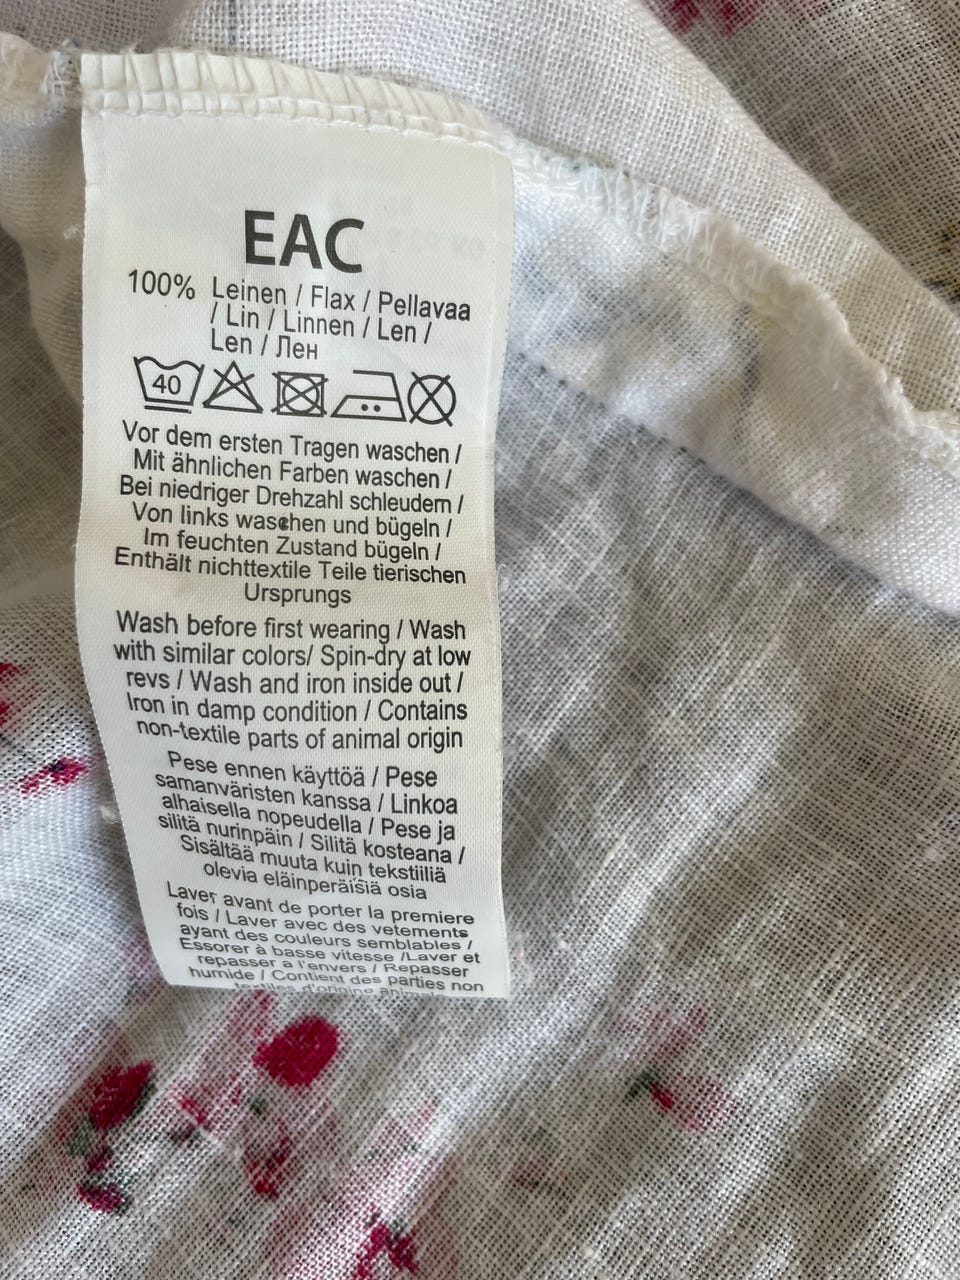 EAC
100% Leinen / Flax / Pellavaa
/ Lin / Linnen / Len /
Len / Лен
40
Vor dem ersten Tragen waschen /
Mit ähnlichen Farben waschen /
Bei niedriger Drehzahl schleudern /
Von links waschen und bügeln /
Im feuchten Zustand bügeln /
Enthält nichttextile Teile tierischen
Ursprungs
Wash before first wearing / Wash
with similar colors/ Spin-dry at low
revs / Wash and iron inside out /
Iron in damp condition / Contains
non-textile parts of animal origin
Pese ennen käyttöä / Pese
samanväristen kanssa / Linkoa
alhaisella nopeudella / Pese ja
silitä nurinpäin / Silitä kosteana /
Sisältää muuta kuin tekstiiliä
olevia eläinperäisiä osia
Laver avant de porter la premiere
fois / Laver avec des vetements
ayant des couleurs semblables /
Essorer à basse vitesse /Laver et
repasser a l'envers / Repasser
humide / Contient des parties non
textiles d'origine animale